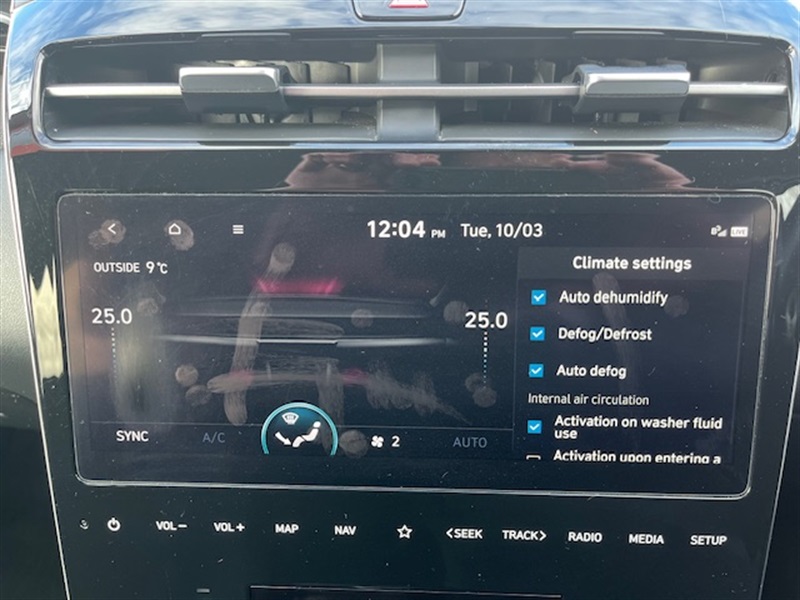 12:04 PM Tue, 10/03
LIVE
OUTSIDE 9°C
25.0
25.0
SYNC
A/C
2
AUTO
Climate settings
Auto dehumidify
Defog/Defrost
Auto defog
Internal air circulation
Activation on washer fluid
use
Activation upon entering a
VOL− VOL+ MAP NAV <SEEK TRACK> RADIO MEDIA SETUP